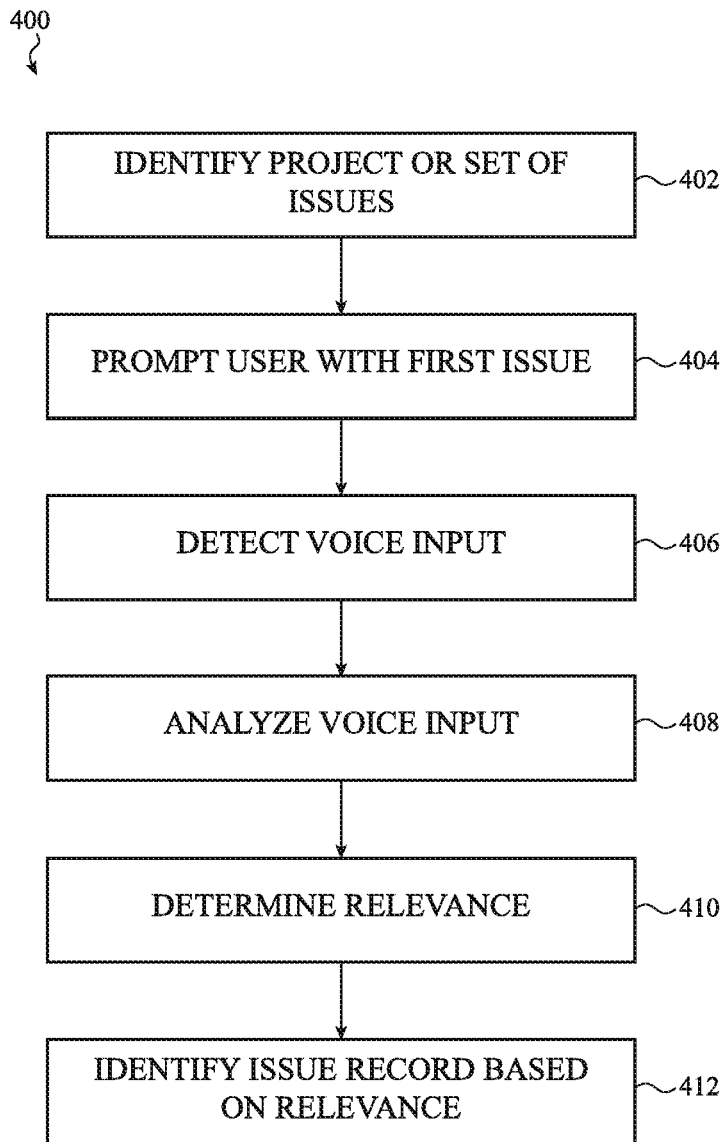 400
IDENTIFY PROJECT OR SET OF
ISSUES
402
PROMPT USER WITH FIRST ISSUE
404
DETECT VOICE INPUT
406
ANALYZE VOICE INPUT
408
DETERMINE RELEVANCE
410
IDENTIFY ISSUE RECORD BASED
ON RELEVANCE
412